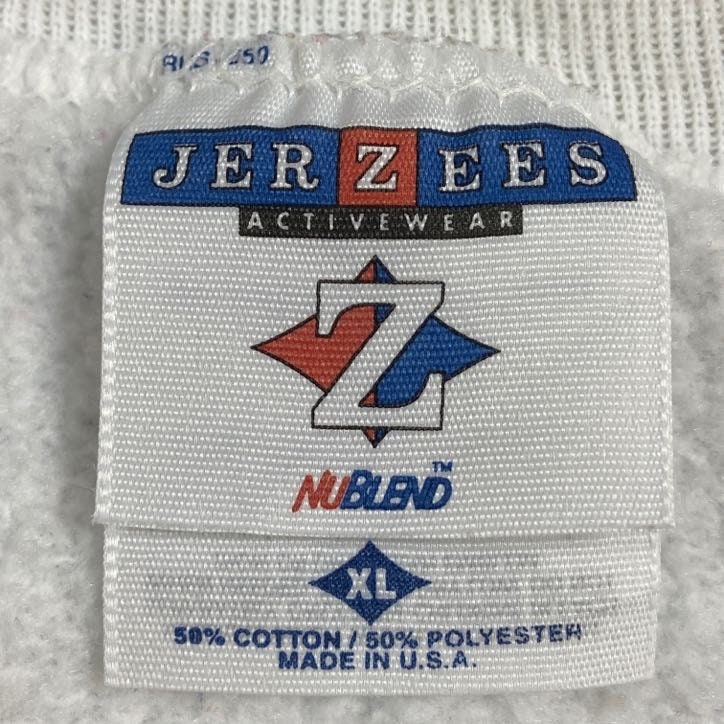 JERZEES
ACTIVEWEAR
Z
NUBLEND™
XL
50% COTTON / 50% POLYESTER
MADE IN U.S.A.